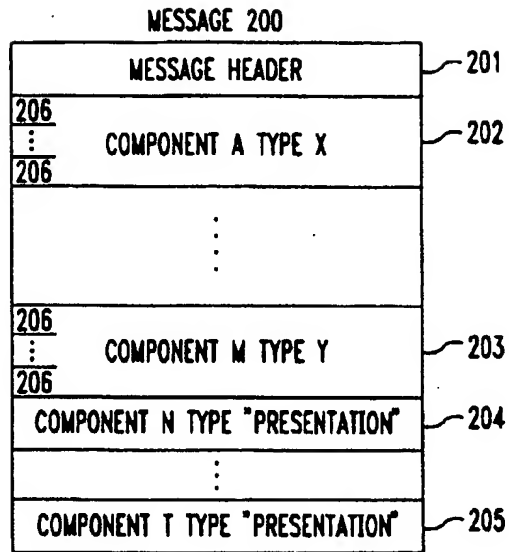 MESSAGE 200
MESSAGE HEADER
201
206
COMPONENT A TYPE X
202
206
206
COMPONENT M TYPE Y
203
206
COMPONENT N TYPE "PRESENTATION"
204
COMPONENT T TYPE "PRESENTATION"
205